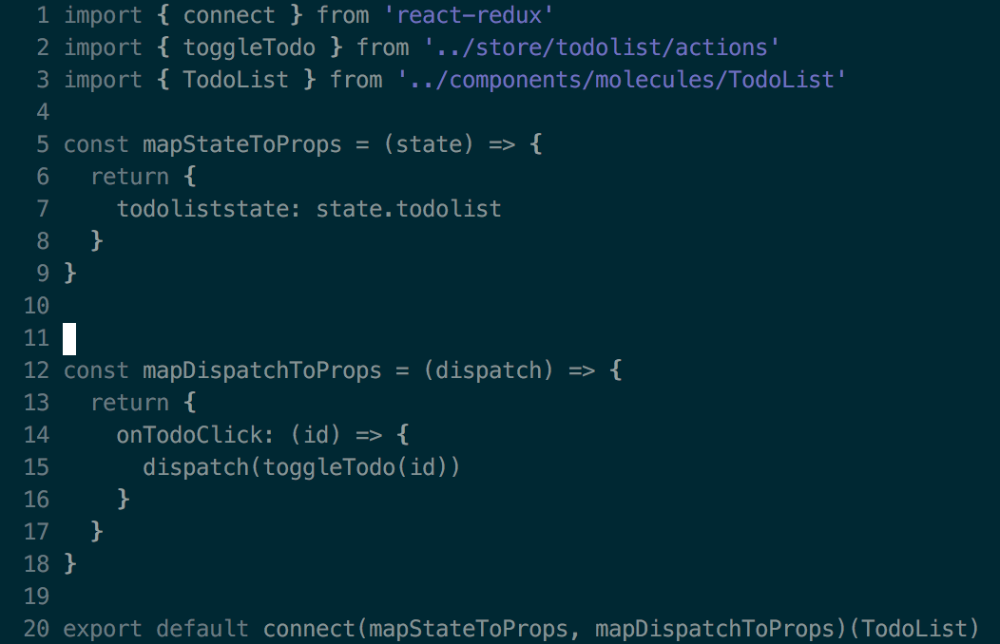 1 import { connect } from 'react-redux'
2 import { toggleTodo } from '../store/todolist/actions'
3 import { TodoList } from '../components/molecules/TodoList'
4
5 const mapStateToProps = (state) => {
6   return {
7     todoliststate: state.todolist
8   }
9 }
10
11
12 const mapDispatchToProps = (dispatch) => {
13   return {
14     onTodoClick: (id) => {
15       dispatch(toggleTodo(id))
16     }
17   }
18 }
19
20 export default connect(mapStateToProps, mapDispatchToProps)(TodoList)